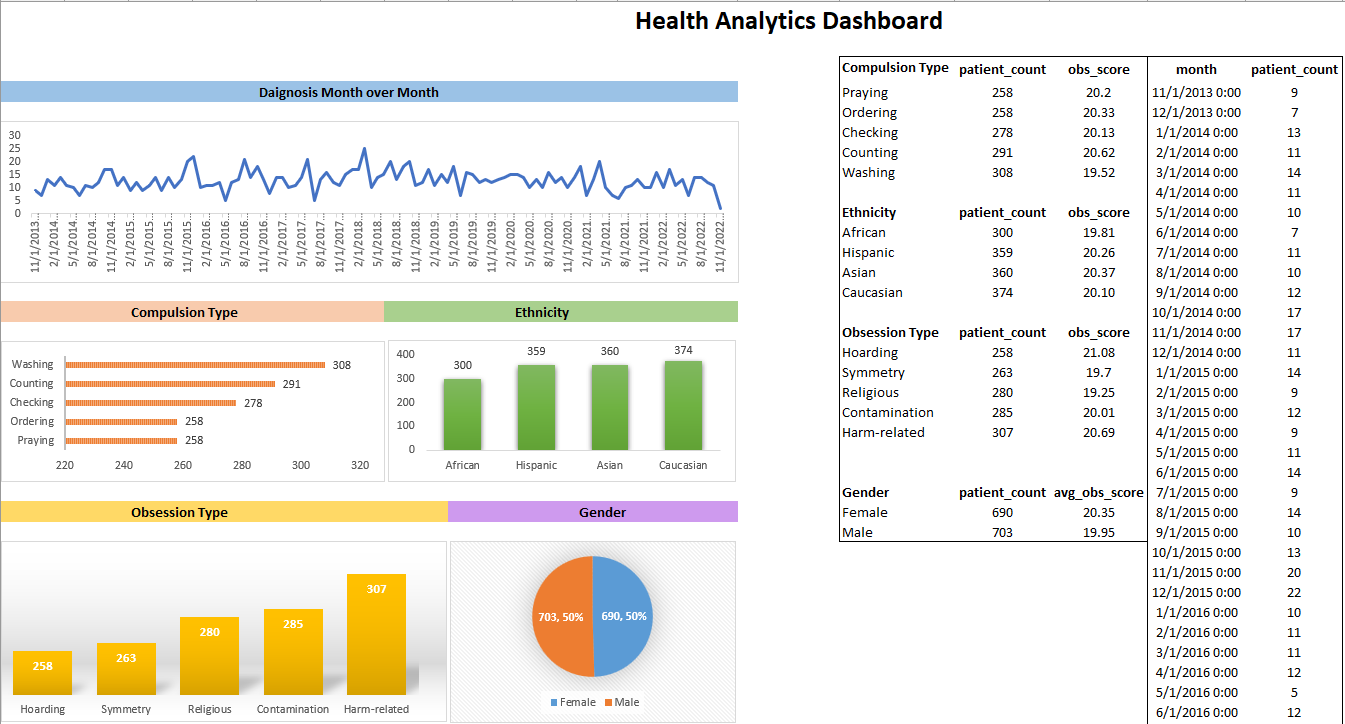 Health Analytics Dashboard
Daignosis Month over Month
30
25
20
15
10
5
0
11/1/2013...
2/1/2014...
5/1/2014...
8/1/2014...
11/1/2014...
2/1/2015...
5/1/2015...
8/1/2015...
11/1/2015...
2/1/2016...
5/1/2016...
8/1/2016...
11/1/2016...
2/1/2017...
5/1/2017...
8/1/2017...
11/1/2017...
2/1/2018...
5/1/2018...
8/1/2018...
11/1/2018...
2/1/2019...
5/1/2019...
8/1/2019...
11/1/2019...
2/1/2020...
5/1/2020...
8/1/2020...
11/1/2020...
2/1/2021...
5/1/2021...
8/1/2021...
11/1/2021...
2/1/2022...
5/1/2022...
8/1/2022...
11/1/2022...
Compulsion Type
Washing 308
Counting 291
Checking 278
Ordering 258
Praying 258
220 240 260 280 300 320
Ethnicity
400
300
200
100
0
300 359 360 374
African Hispanic Asian Caucasian
Obsession Type
258 263 280 285 307
Hoarding Symmetry Religious Contamination Harm-related
Gender
703, 50% 690, 50%
Female Male
Compulsion Type patient_count obs_score
Praying 258 20.2
Ordering 258 20.33
Checking 278 20.13
Counting 291 20.62
Washing 308 19.52
Ethnicity patient_count obs_score
African 300 19.81
Hispanic 359 20.26
Asian 360 20.37
Caucasian 374 20.10
Obsession Type patient_count obs_score
Hoarding 258 21.08
Symmetry 263 19.7
Religious 280 19.25
Contamination 285 20.01
Harm-related 307 20.69
Gender patient_count avg_obs_score
Female 690 20.35
Male 703 19.95
month patient_count
11/1/2013 0:00 9
12/1/2013 0:00 7
1/1/2014 0:00 13
2/1/2014 0:00 11
3/1/2014 0:00 14
4/1/2014 0:00 11
5/1/2014 0:00 10
6/1/2014 0:00 7
7/1/2014 0:00 11
8/1/2014 0:00 10
9/1/2014 0:00 12
10/1/2014 0:00 17
11/1/2014 0:00 17
12/1/2014 0:00 11
1/1/2015 0:00 14
2/1/2015 0:00 9
3/1/2015 0:00 12
4/1/2015 0:00 9
5/1/2015 0:00 11
6/1/2015 0:00 14
7/1/2015 0:00 9
8/1/2015 0:00 14
9/1/2015 0:00 10
10/1/2015 0:00 13
11/1/2015 0:00 20
12/1/2015 0:00 22
1/1/2016 0:00 10
2/1/2016 0:00 11
3/1/2016 0:00 11
4/1/2016 0:00 12
5/1/2016 0:00 5
6/1/2016 0:00 12